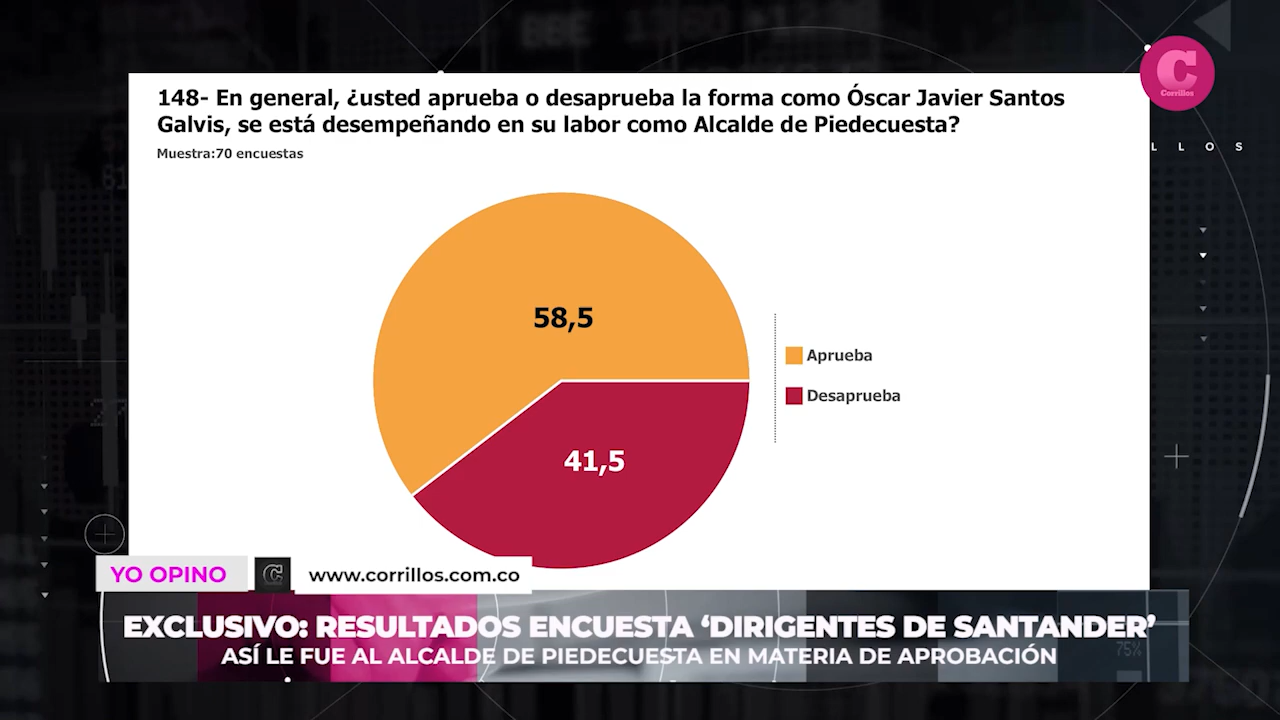 148- En general, ¿usted aprueba o desaprueba la forma como Óscar Javier Santos
Galvis, se está desempeñando en su labor como Alcalde de Piedecuesta?
Muestra:70 encuestas
C
Corrillos
L L O S
58,5
41,5
Aprueba
Desaprueba
YO OPINO
C
www.corrillos.com.co
EXCLUSIVO: RESULTADOS ENCUESTA ‘DIRIGENTES DE SANTANDER’
ASÍ LE FUE AL ALCALDE DE PIEDECUESTA EN MATERIA DE APROBACIÓN
75%